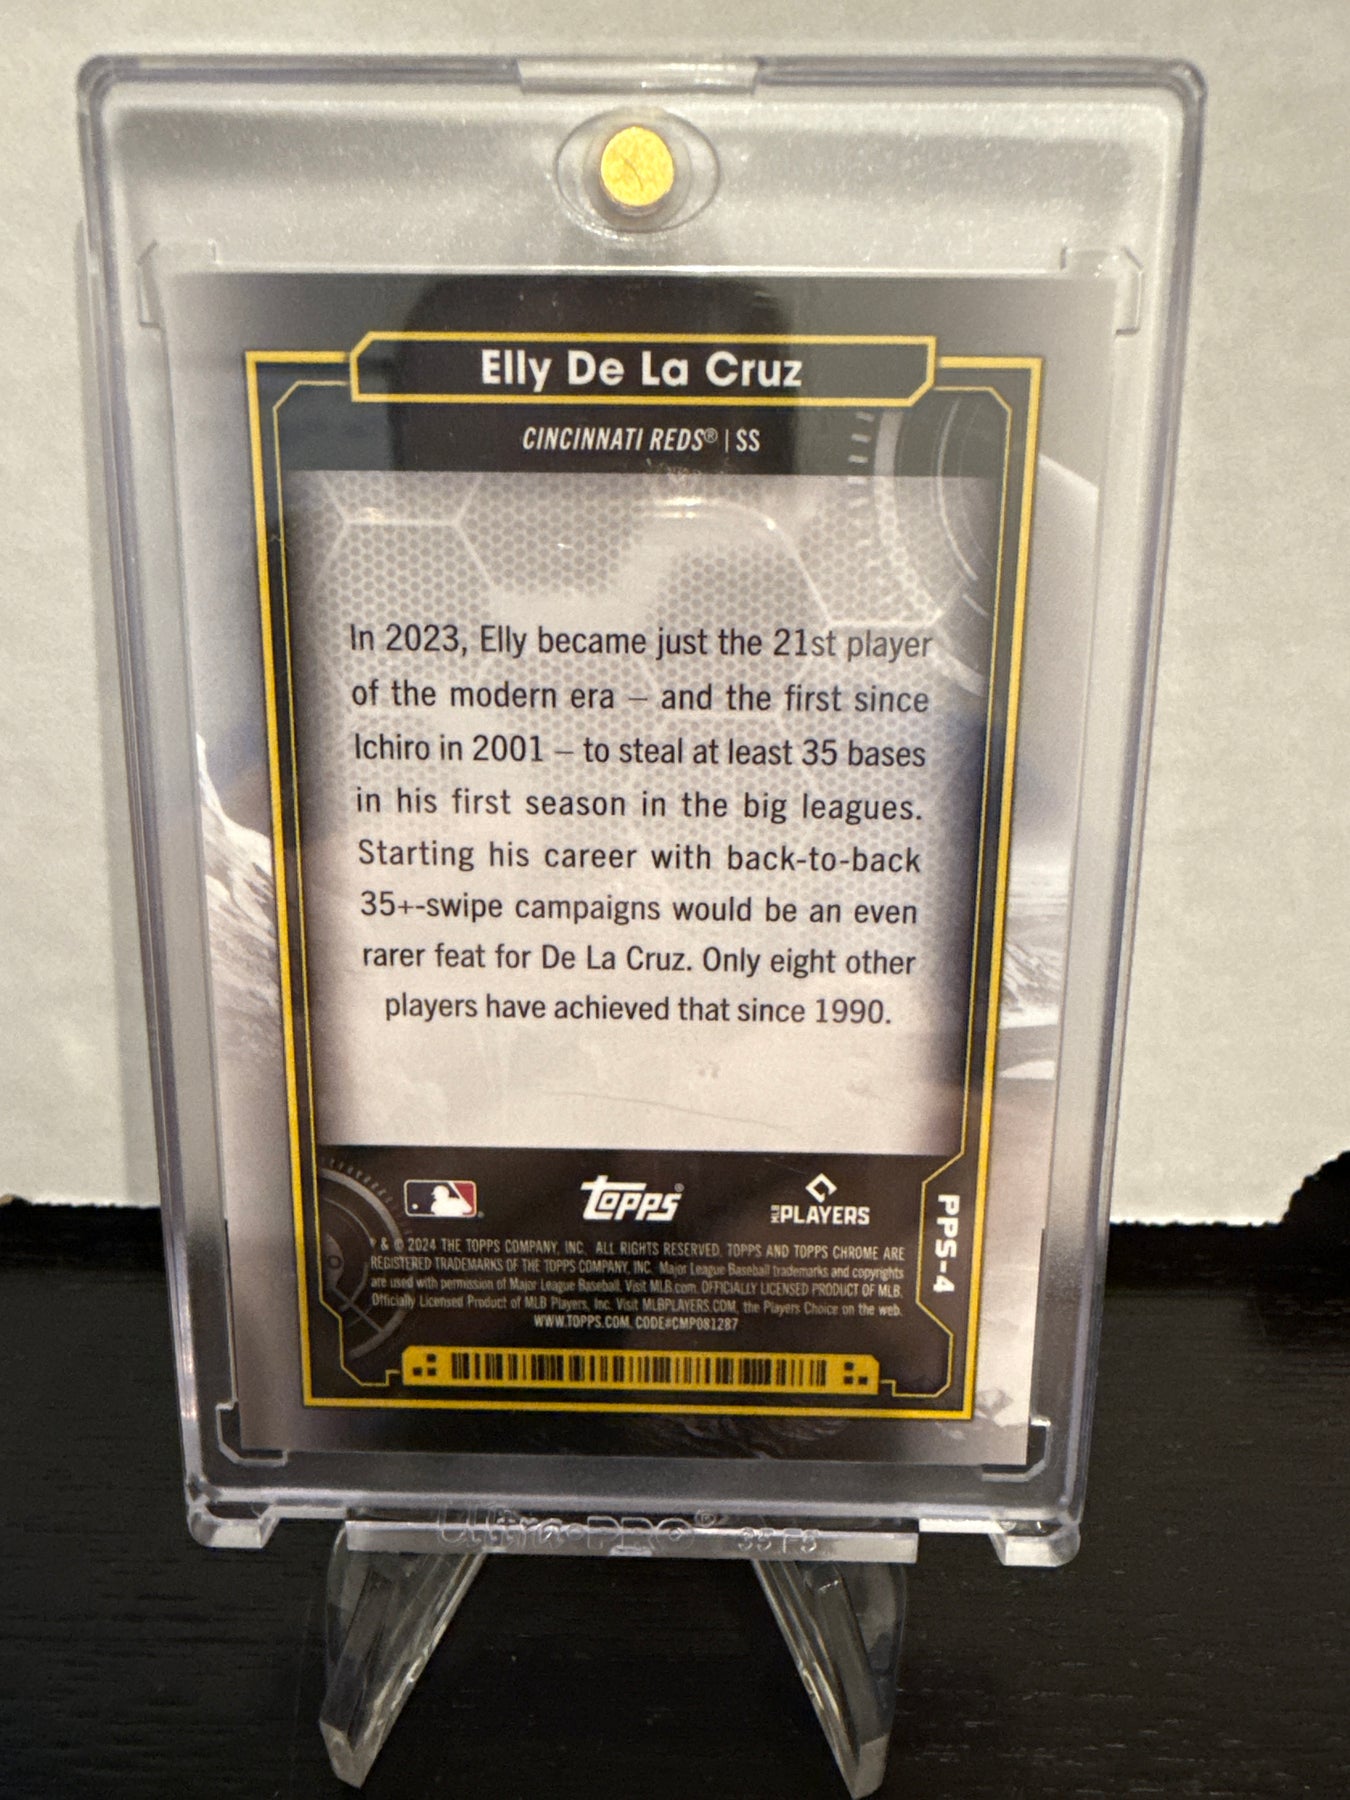 Elly De La Cruz
CINCINNATI REDS® | SS
In 2023, Elly became just the 21st player
of the modern era – and the first since
Ichiro in 2001 – to steal at least 35 bases
in his first season in the big leagues.
Starting his career with back-to-back
35+-swipe campaigns would be an even
rarer feat for De La Cruz. Only eight other
players have achieved that since 1990.
TOPPS®
MLB PLAYERS
PPS-4
® & © 2024 THE TOPPS COMPANY, INC. ALL RIGHTS RESERVED. TOPPS AND TOPPS CHROME ARE
REGISTERED TRADEMARKS OF THE TOPPS COMPANY, INC. Major League Baseball trademarks and copyrights
are used with permission of Major League Baseball. Visit MLB.com. OFFICIALLY LICENSED PRODUCT OF MLB.
Officially Licensed Product of MLB Players, Inc. Visit MLBPLAYERS.COM, the Players Choice on the web.
WWW.TOPPS.COM. CODE#CMP081287
Ultra•PRO® 35PT